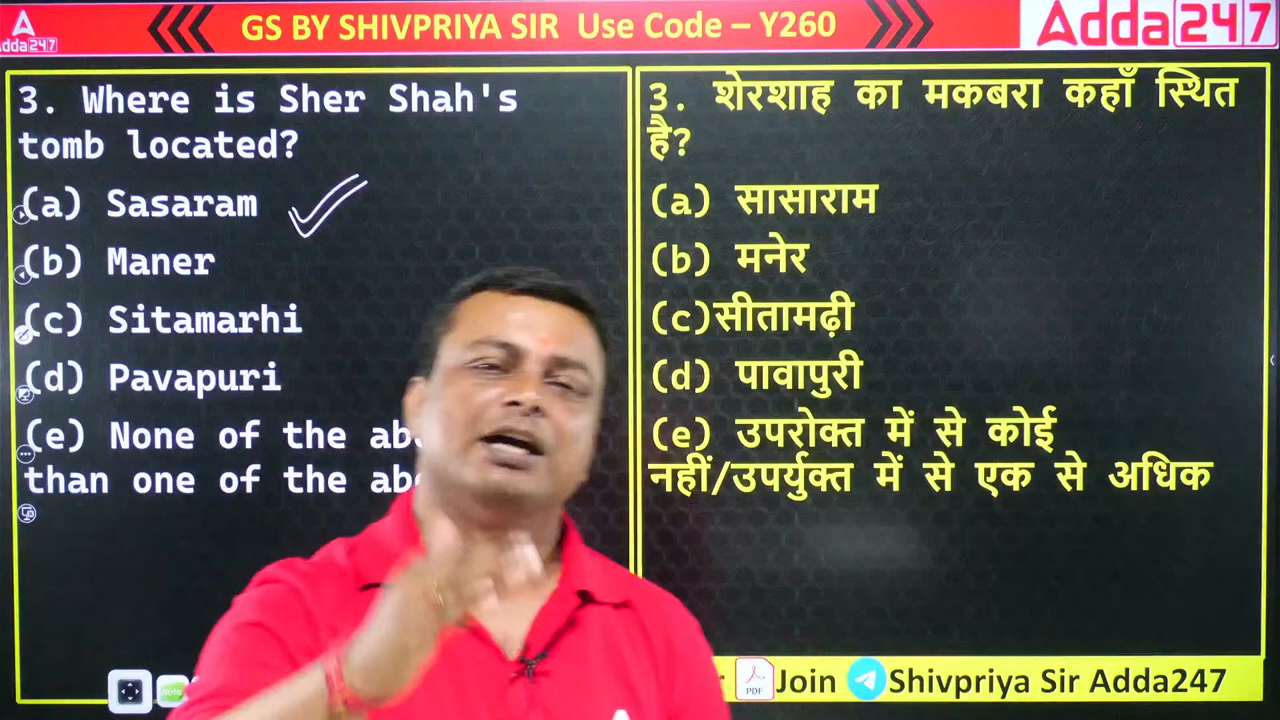 Adda247
GS BY SHIVPRIYA SIR Use Code – Y260
Adda247
3. Where is Sher Shah's
tomb located?
(a) Sasaram
(b) Maner
(c) Sitamarhi
(d) Pavapuri
(e) None of the
than one of the
3. शेरशाह का मकबरा कहाँ स्थित
है?
(a) सासाराम
(b) मनेर
(c)सीतामढ़ी
(d) पावापुरी
(e) उपरोक्त में से कोई
नहीं/उपर्युक्त में से एक से अधिक
PDF
Join Shivpriya Sir Adda247